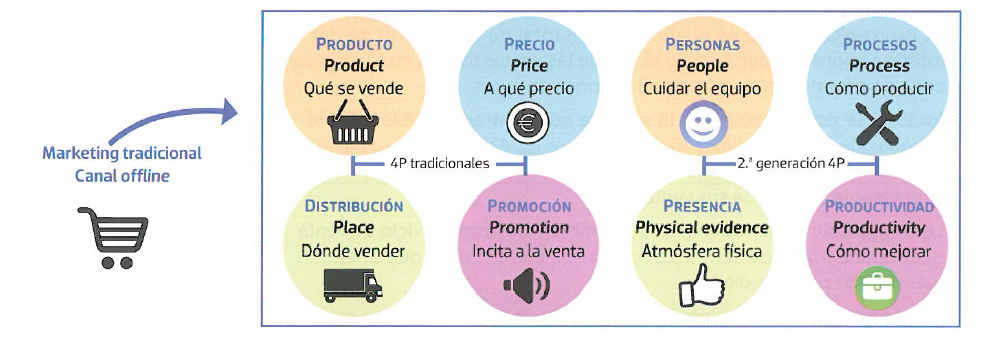 Marketing tradicional
Canal offline
PRODUCTO
Product
Qué se vende
PRECIO
Price
A qué precio
€
4P tradicionales
DISTRIBUCIÓN
Place
Dónde vender
PROMOCIÓN
Promotion
Incita a la venta
PERSONAS
People
Cuidar el equipo
PROCESOS
Process
Cómo producir
2.ª generación 4P
PRESENCIA
Physical evidence
Atmósfera física
PRODUCTIVIDAD
Productivity
Cómo mejorar